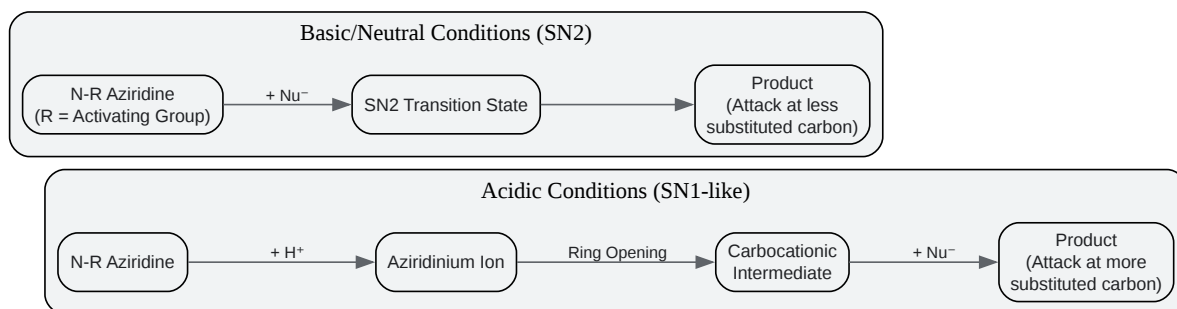 Basic/Neutral Conditions (SN2)
N-R Aziridine
(R = Activating Group)
+ Nu⁻
SN2 Transition State
Product
(Attack at less
substituted carbon)
Acidic Conditions (SN1-like)
N-R Aziridine
+ H⁺
Aziridinium Ion
Ring Opening
Carbocationic
Intermediate
+ Nu⁻
Product
(Attack at more
substituted carbon)